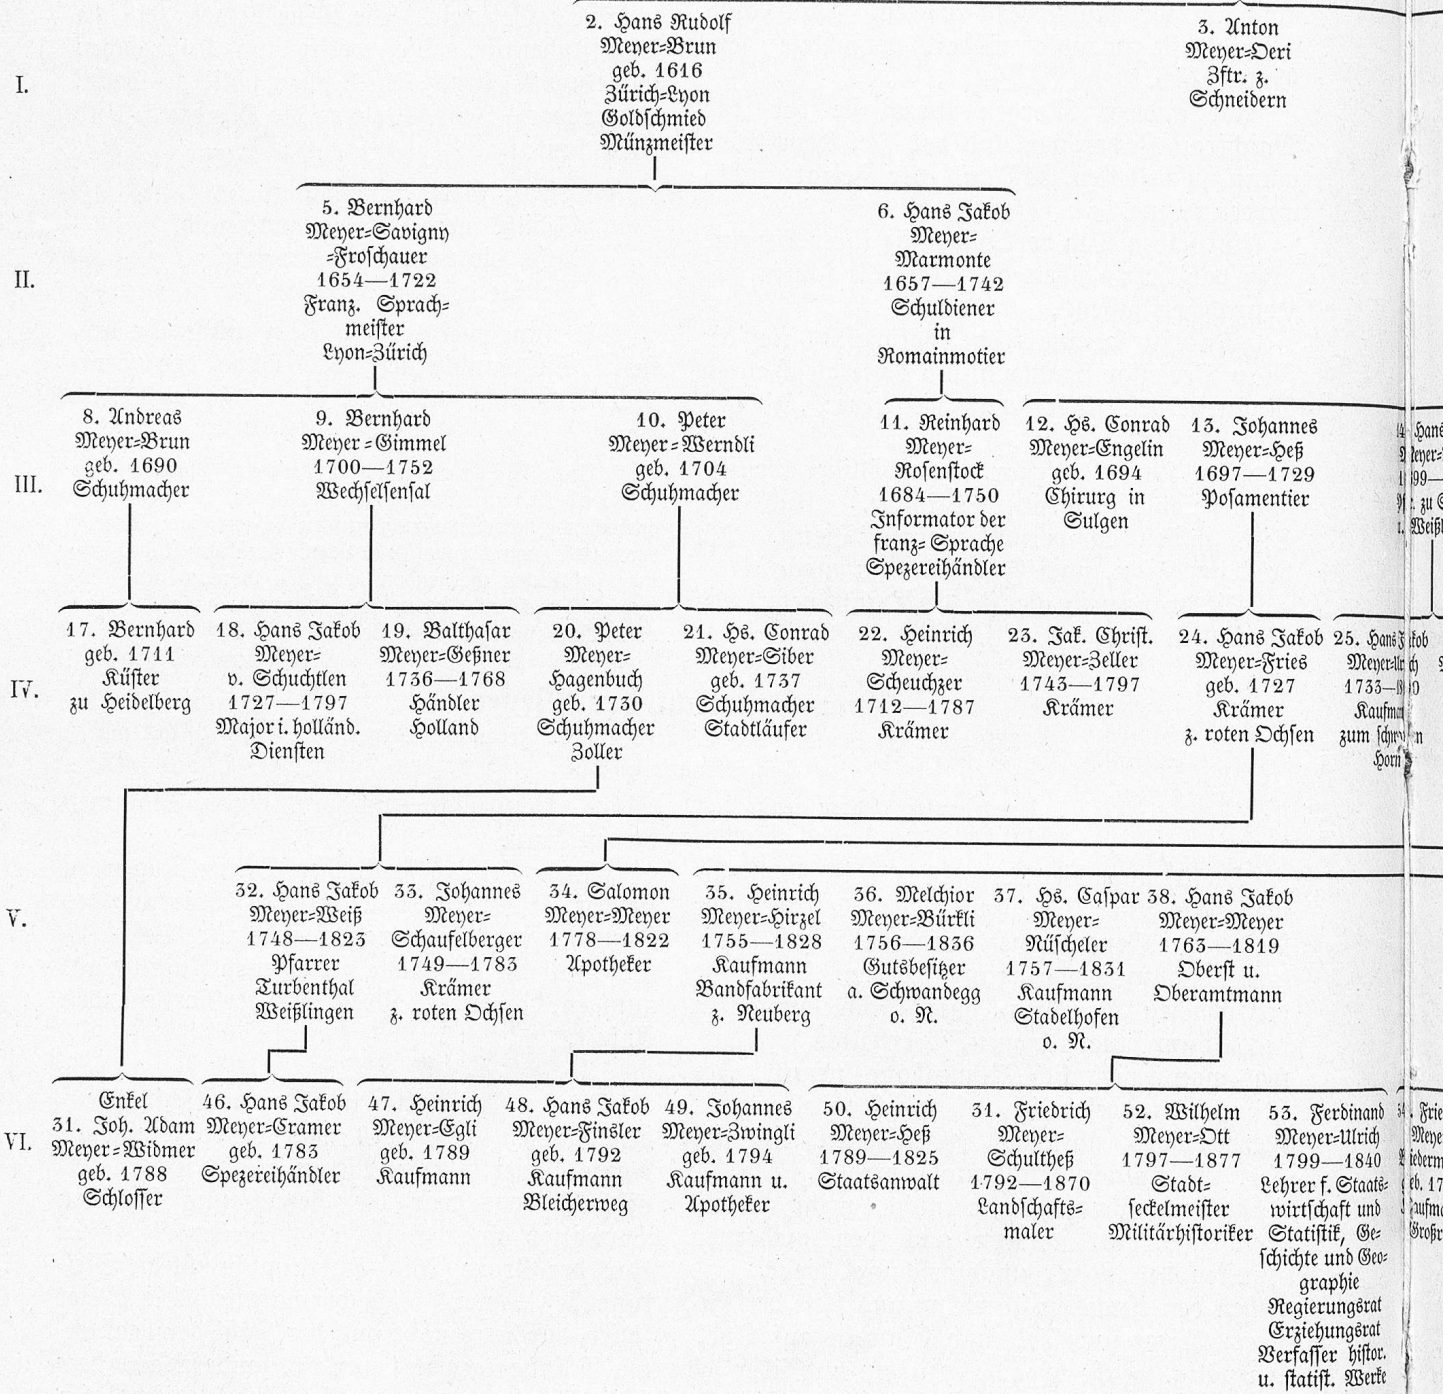 I.
2. Hans Rudolf
Meyer=Brun
geb. 1616
Zürich=Lyon
Goldschmied
Münzmeister
3. Anton
Meyer=Oeri
Zftr. z.
Schneidern
II.
5. Bernhard
Meyer=Savigny
=Froschauer
1654—1722
Franz. Sprach=
meister
Lyon=Zürich
6. Hans Jakob
Meyer=
Marmonte
1657—1742
Schuldiener
in
Romainmotier
III.
8. Andreas
Meyer=Brun
geb. 1690
Schuhmacher
9. Bernhard
Meyer=Gimmel
1700—1752
Wechselsensal
10. Peter
Meyer=Werndli
geb. 1704
Schuhmacher
11. Reinhard
Meyer=
Rosenstock
1684—1750
Informator der
franz= Sprache
Spezereihändler
12. Hs. Conrad
Meyer=Engelin
geb. 1694
Chirurg in
Sulgen
13. Johannes
Meyer=Heß
1697—1729
Posamentier
Hans
IV.
17. Bernhard
geb. 1711
Küster
zu Heidelberg
18. Hans Jakob
Meyer=
v. Schuchtlen
1727—1797
Major i. holländ.
Diensten
19. Balthasar
Meyer=Geßner
1736—1768
Händler
Holland
20. Peter
Meyer=
Hagenbuch
geb. 1730
Schuhmacher
Zoller
21. Hs. Conrad
Meyer=Siber
geb. 1737
Schuhmacher
Stadtläufer
22. Heinrich
Meyer=
Scheuchzer
1712—1787
Krämer
23. Jak. Christ.
Meyer=Zeller
1743—1797
Krämer
24. Hans Jakob
Meyer=Fries
geb. 1727
Krämer
z. roten Ochsen
25. Hans
zum
Horn
V.
32. Hans Jakob
Meyer=Weiß
1748—1823
Pfarrer
Turbenthal
Weißlingen
33. Johannes
Meyer=
Schaufelberger
1749—1783
Krämer
z. roten Ochsen
34. Salomon
Meyer=Meyer
1778—1822
Apotheker
35. Heinrich
Meyer=Hirzel
1755—1828
Kaufmann
Bandfabrikant
z. Neuberg
36. Melchior
Meyer=Bürkli
1756—1836
Gutsbesitzer
a. Schwandegg
o. N.
37. Hs. Caspar
Meyer=
Nüscheler
1757—1831
Kaufmann
Stadelhofen
o. N.
38. Hans Jakob
Meyer=Meyer
1763—1819
Oberst u.
Oberamtmann
VI.
Enkel
31. Joh. Adam
Meyer=Widmer
geb. 1788
Schlosser
46. Hans Jakob
Meyer=Cramer
geb. 1783
Spezereihändler
47. Heinrich
Meyer=Egli
geb. 1789
Kaufmann
48. Hans Jakob
Meyer=Finsler
geb. 1792
Kaufmann
Bleicherweg
49. Johannes
Meyer=Zwingli
geb. 1794
Kaufmann u.
Apotheker
50. Heinrich
Meyer=Heß
1789—1825
Staatsanwalt
31. Friedrich
Meyer=
Schultheß
1792—1870
Landschafts=
maler
52. Wilhelm
Meyer=Ott
1797—1877
Stadt=
seckelmeister
Militärhistoriker
53. Ferdinand
Meyer=Ulrich
1799—1840
Lehrer f. Staats=
wirtschaft und
Statistik, Ge=
schichte und Geo=
graphie
Regierungsrat
Erziehungsrat
Verfasser histor.
u. statist. Werke